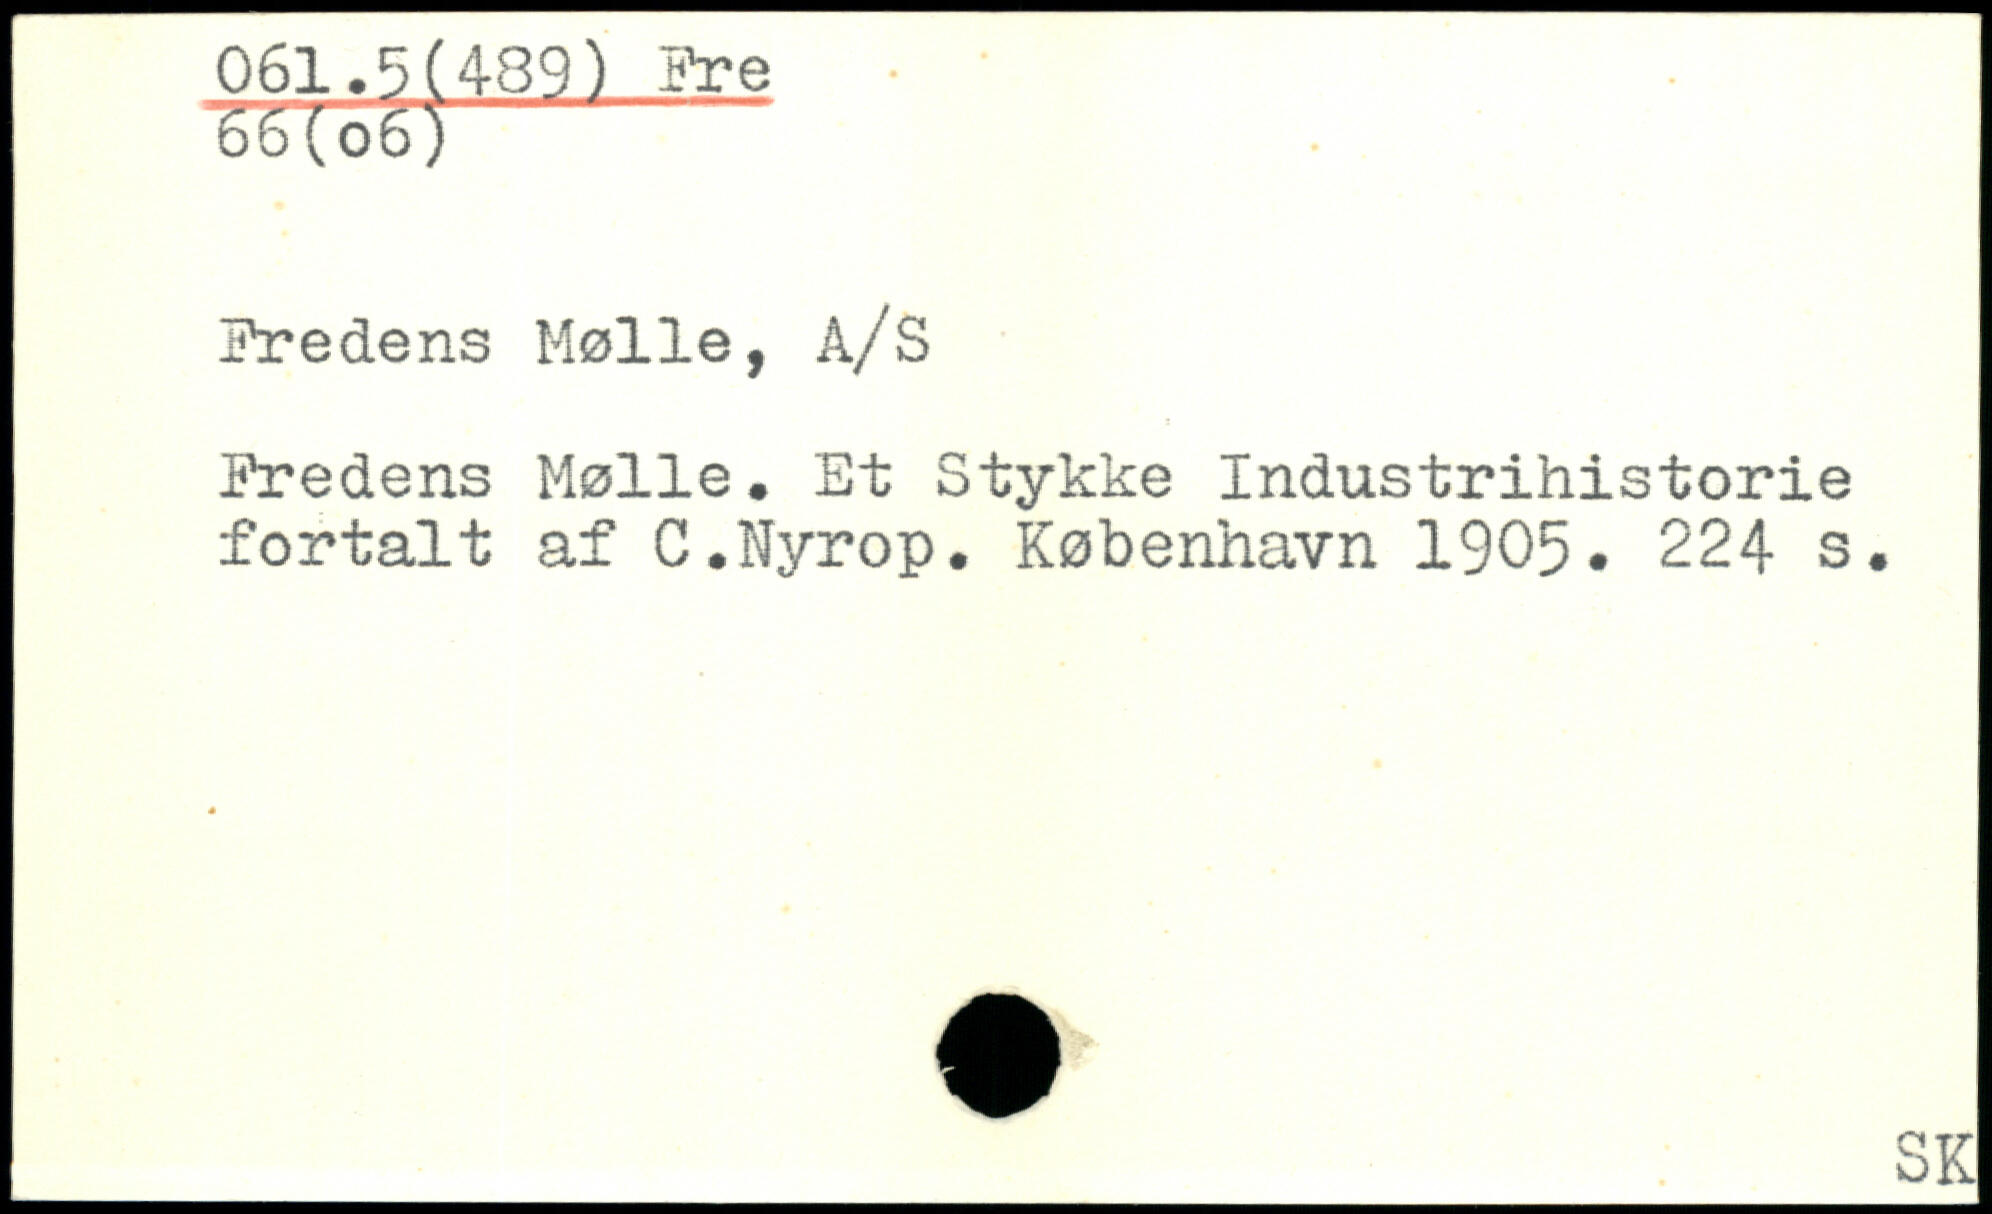 061.5(489) Fre
66(o6)
Fredens Mølle, A/S
Fredens Mølle. Et Stykke Industrihistorie
fortalt af C.Nyrop. København 1905. 224 s.
SK